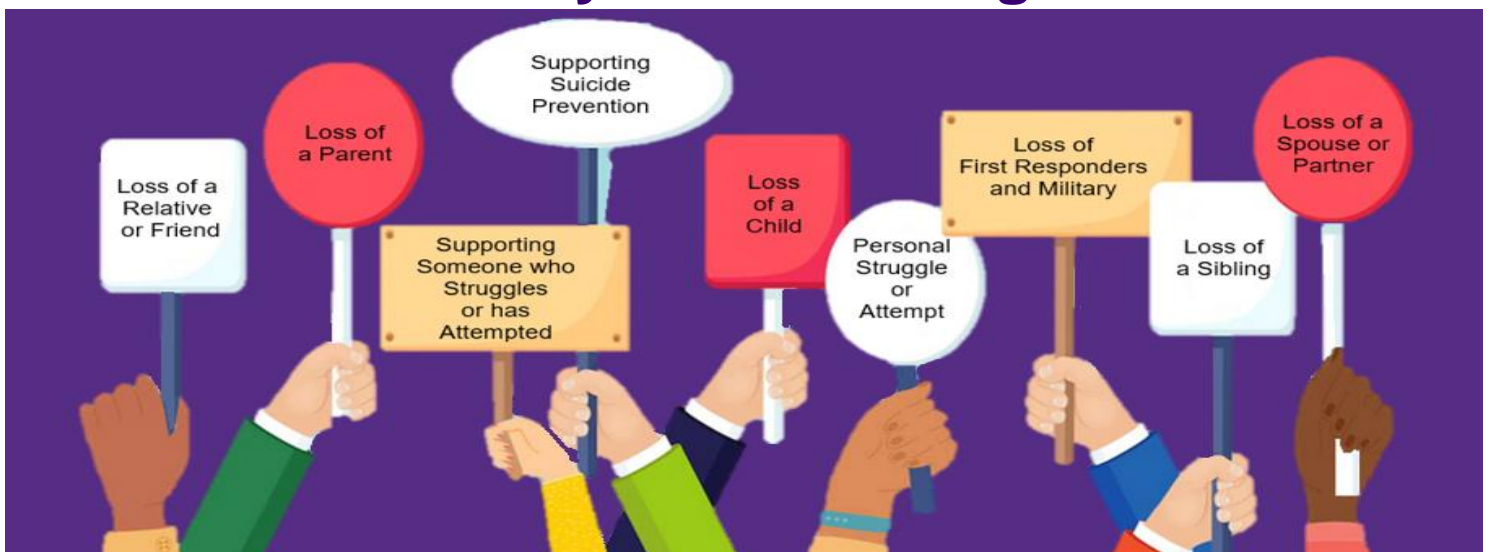 Loss of a
Relative
or Friend
Loss of
a Parent
Supporting
Suicide
Prevention
Supporting
Someone who
Struggles
or has
Attempted
Loss
of a
Child
Personal
Struggle
or
Attempt
Loss of
First Responders
and Military
Loss of
a Sibling
Loss of a
Spouse or
Partner